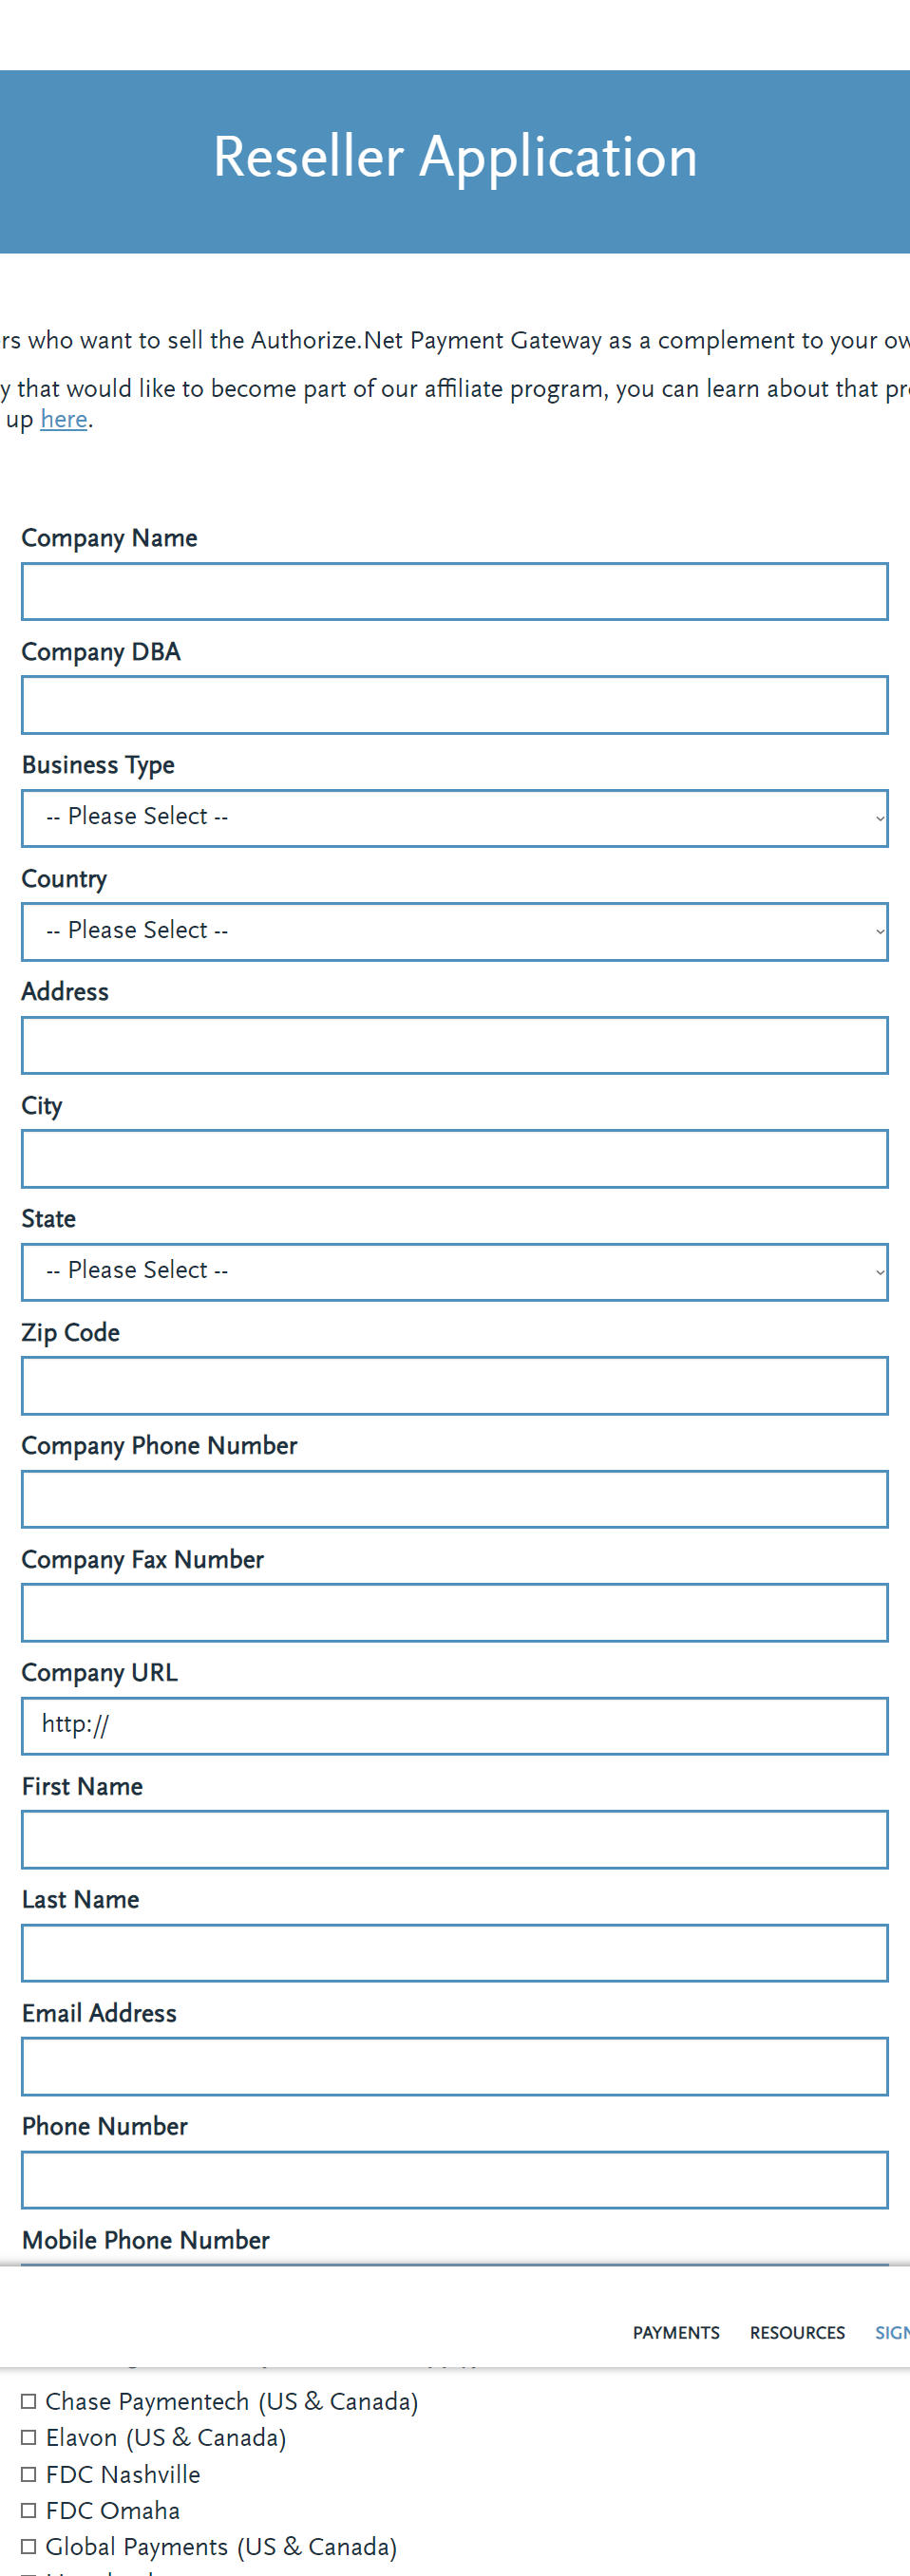 Reseller Application
who want to sell the Authorize.Net Payment Gateway as a complement to your
that would like to become part of our affiliate program, you can learn about that
up here.
Company Name
Company DBA
Business Type
-- Please Select --
Country
-- Please Select --
Address
City
State
-- Please Select --
Zip Code
Company Phone Number
Company Fax Number
Company URL
http://
First Name
Last Name
Email Address
Phone Number
Mobile Phone Number
PAYMENTS RESOURCES
Chase Paymentech (US & Canada)
Elavon (US & Canada)
FDC Nashville
FDC Omaha
Global Payments (US & Canada)